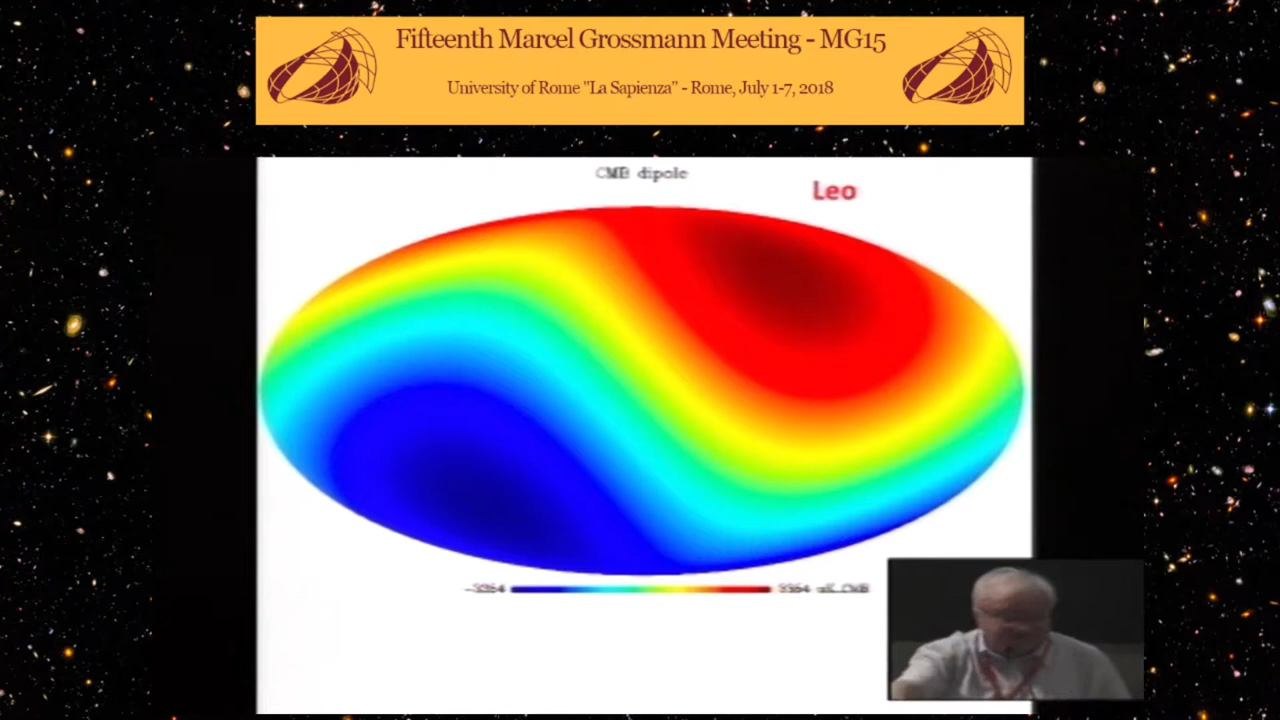 Fifteenth Marcel Grossmann Meeting - MG15
University of Rome "La Sapienza" - Rome, July 1-7, 2018
CMB dipole
Leo